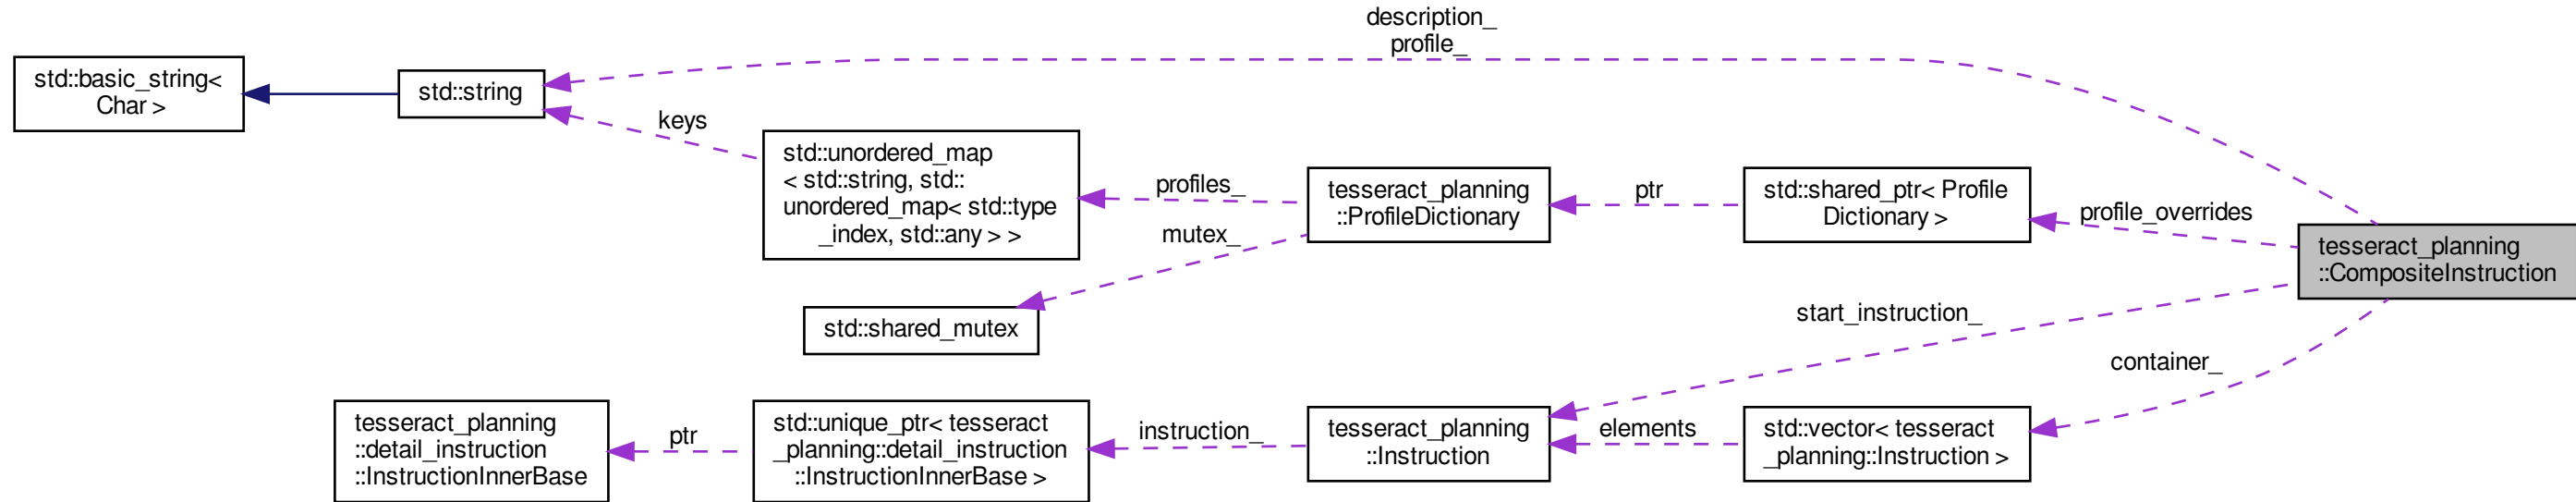 description_
profile_
std::basic_string<
Char >
std::string
keys
std::unordered_map
< std::string, std::
unordered_map< std::type
_index, std::any > >
profiles_
mutex_
tesseract_planning
::ProfileDictionary
ptr
std::shared_ptr< Profile
Dictionary >
profile_overrides
tesseract_planning
::CompositeInstruction
std::shared_mutex
start_instruction_
container_
tesseract_planning
::detail_instruction
::InstructionInnerBase
ptr
std::unique_ptr< tesseract
_planning::detail_instruction
::InstructionInnerBase >
instruction_
tesseract_planning
::Instruction
elements
std::vector< tesseract
_planning::Instruction >